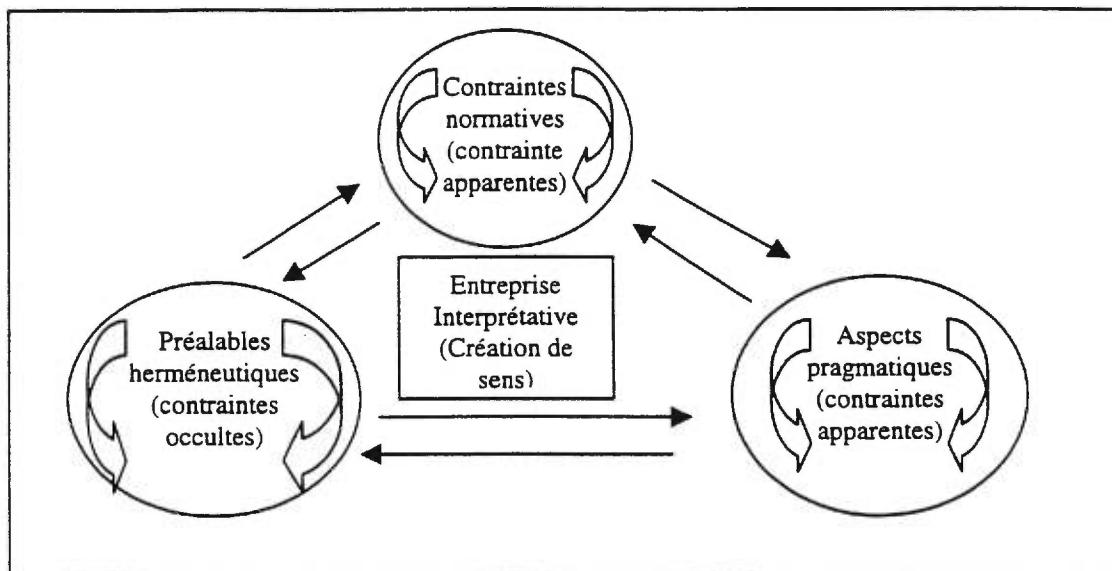 Contraintes
normatives
(contrainte
apparentes)
Entreprise
Interprétative
(Création de
sens)
Préalables
herméneutiques
(contraintes
occultes)
Aspects
pragmatiques
(contraintes
apparentes)